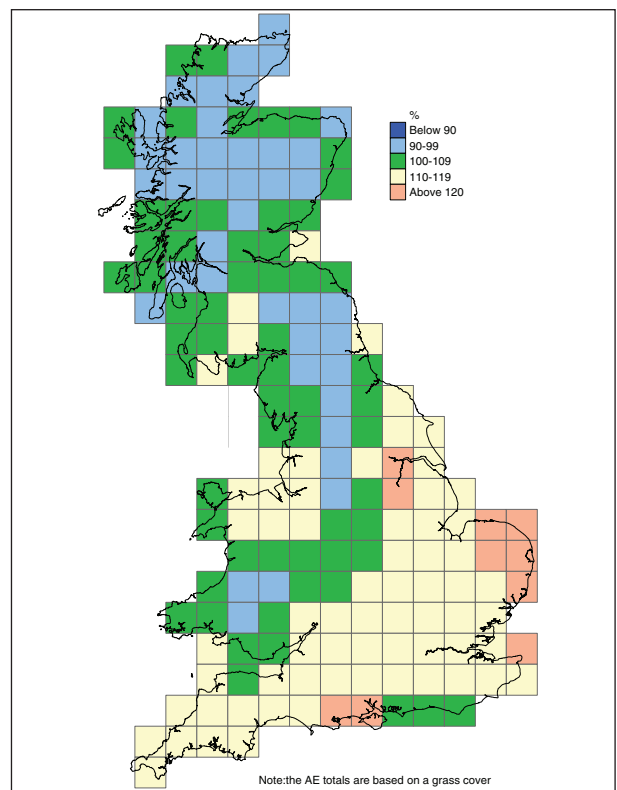 %
Below 90
90-99
100-109
110-119
Above 120
Note:the AE totals are based on a grass cover